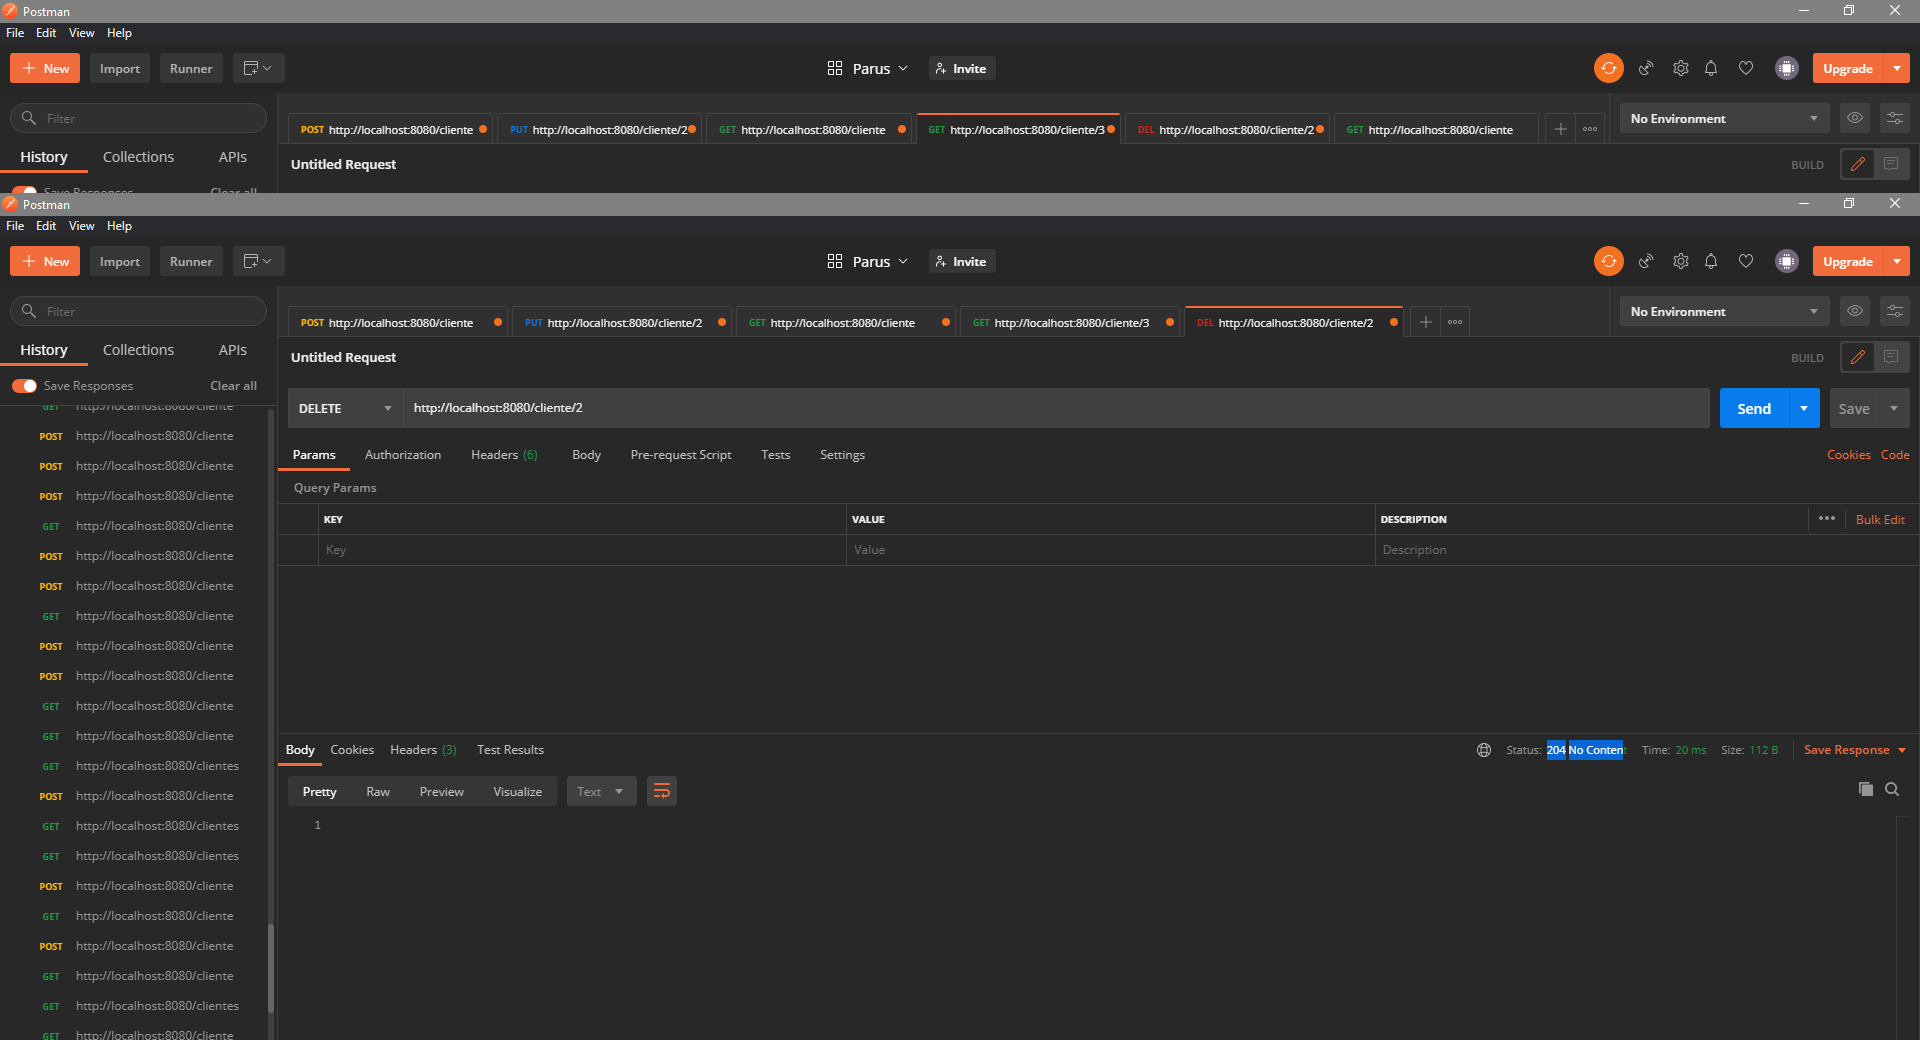 Postman
File Edit View Help
New Import Runner Parus Invite Upgrade
Filter
POST http://localhost:8080/cliente PUT http://localhost:8080/cliente/2 GET http://localhost:8080/cliente GET http://localhost:8080/cliente/3 DEL http://localhost:8080/cliente/2 GET http://localhost:8080/cliente No Environment
History Collections APIs
Untitled Request BUILD
Save Responses Clear all
Postman
File Edit View Help
New Import Runner Parus Invite Upgrade
Filter
POST http://localhost:8080/cliente PUT http://localhost:8080/cliente/2 GET http://localhost:8080/cliente GET http://localhost:8080/cliente/3 DEL http://localhost:8080/cliente/2 No Environment
History Collections APIs
Untitled Request BUILD
Save Responses Clear all
DELETE http://localhost:8080/cliente/2 Send Save
Params Authorization Headers (6) Body Pre-request Script Tests Settings Cookies Code
Query Params
KEY VALUE DESCRIPTION Bulk Edit
Key Value Description
GET http://localhost:8080/cliente
POST http://localhost:8080/cliente
POST http://localhost:8080/cliente
POST http://localhost:8080/cliente
GET http://localhost:8080/cliente
POST http://localhost:8080/cliente
POST http://localhost:8080/cliente
GET http://localhost:8080/cliente
POST http://localhost:8080/cliente
POST http://localhost:8080/cliente
GET http://localhost:8080/cliente
GET http://localhost:8080/cliente
GET http://localhost:8080/clientes
POST http://localhost:8080/cliente
GET http://localhost:8080/clientes
GET http://localhost:8080/clientes
POST http://localhost:8080/cliente
GET http://localhost:8080/cliente
POST http://localhost:8080/cliente
GET http://localhost:8080/cliente
GET http://localhost:8080/clientes
GET http://localhost:8080/cliente
Body Cookies Headers (3) Test Results Status: 204 No Content Time: 20 ms Size: 112 B Save Response
Pretty Raw Preview Visualize Text
1